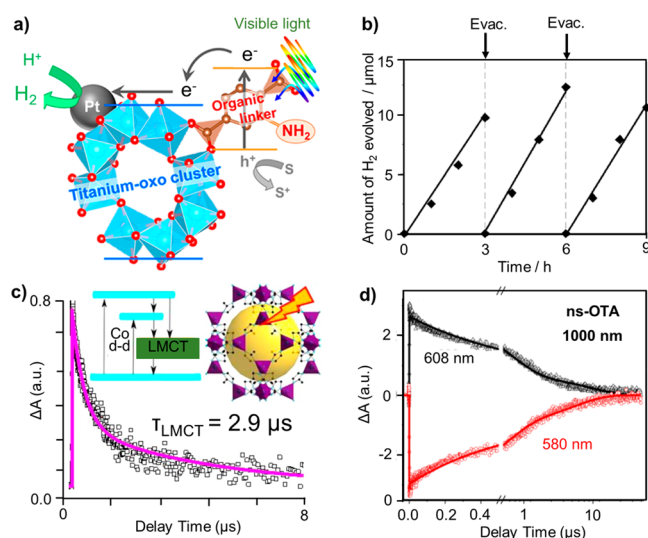 a)
Visible light
H⁺
H₂
Pt
e⁻
e⁻
Organic
linker
NH₂
h⁺
S
S⁺
Titanium-oxo cluster
b)
Evac.
Evac.
Amount of H₂ evolved / μmol
15
10
5
0
0
3
6
9
Time / h
c)
0.8
0.0
ΔA (a.u.)
Co
d-d
LMCT
τLMCT = 2.9 μs
0
2
4
6
8
Delay Time (μs)
d)
ns-OTA
1000 nm
608 nm
580 nm
ΔA (a.u.)
2
0
-2
0.0
0.2
0.4
1
10
Delay Time (μs)